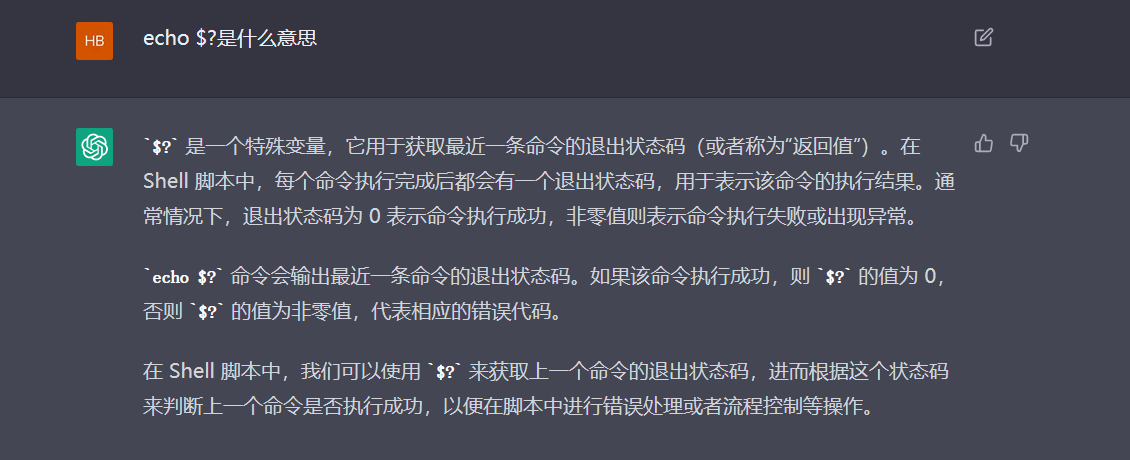 HB
echo $?是什么意思
`$?` 是一个特殊变量，它用于获取最近一条命令的退出状态码（或者称为“返回值”）。在
Shell 脚本中，每个命令执行完成后都会有一个退出状态码，用于表示该命令的执行结果。通
常情况下，退出状态码为 0 表示命令执行成功，非零值则表示命令执行失败或出现异常。
`echo $?` 命令会输出最近一条命令的退出状态码。如果该命令执行成功，则 `$?` 的值为 0，
否则 `$?` 的值为非零值，代表相应的错误代码。
在 Shell 脚本中，我们可以使用 `$?` 来获取上一个命令的退出状态码，进而根据这个状态码
来判断上一个命令是否执行成功，以便在脚本中进行错误处理或者流程控制等操作。